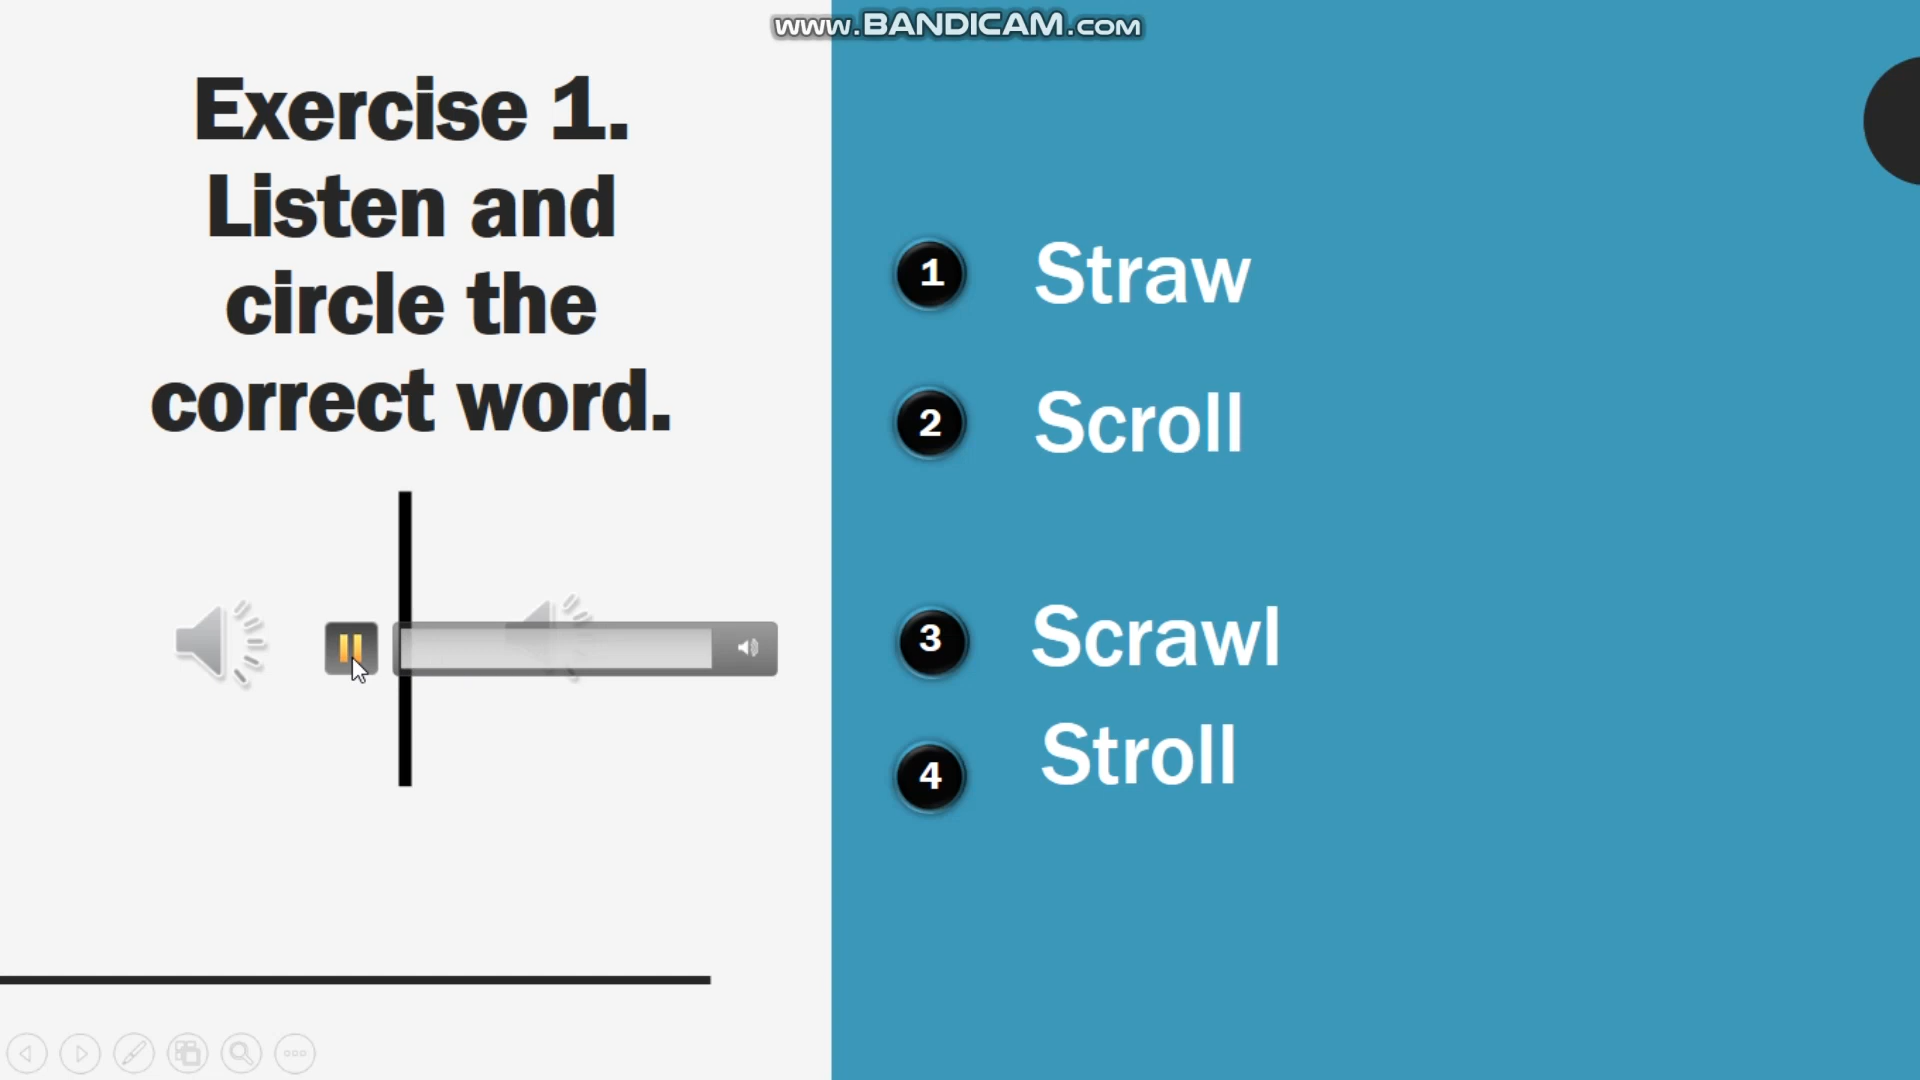 www.BANDICAM.com
Exercise 1.
Listen and
circle the
correct word.
1 Straw
2 Scroll
3 Scrawl
4 Stroll